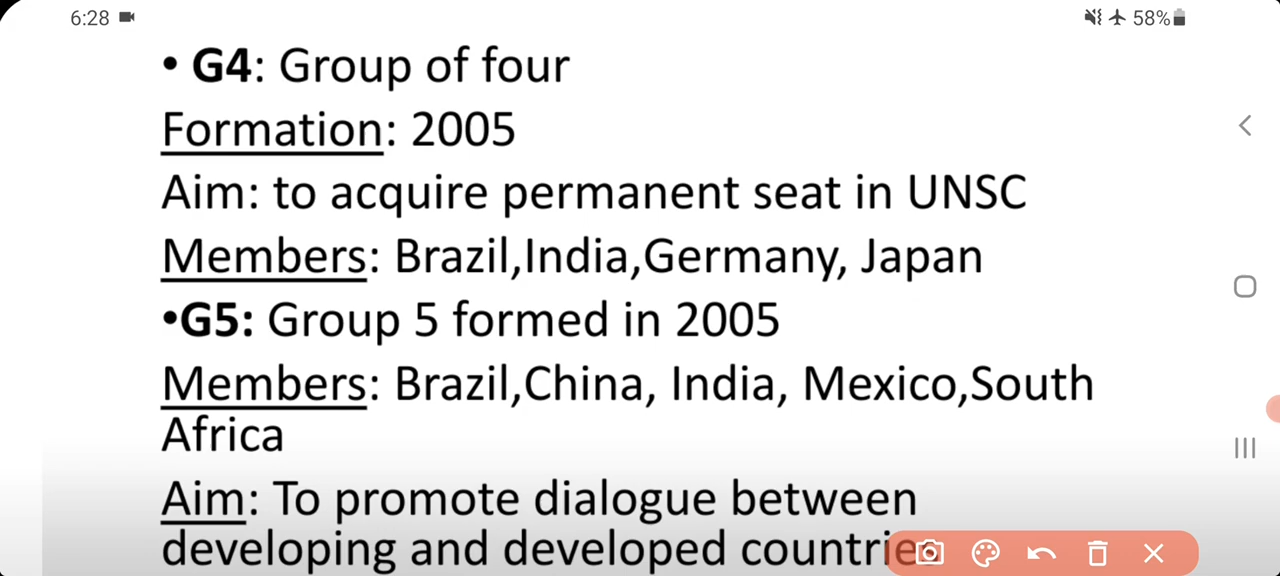 6:28
58%
• G4: Group of four
Formation: 2005
Aim: to acquire permanent seat in UNSC
Members: Brazil,India,Germany, Japan
•G5: Group 5 formed in 2005
Members: Brazil,China, India, Mexico,South
Africa
Aim: To promote dialogue between
developing and developed countries